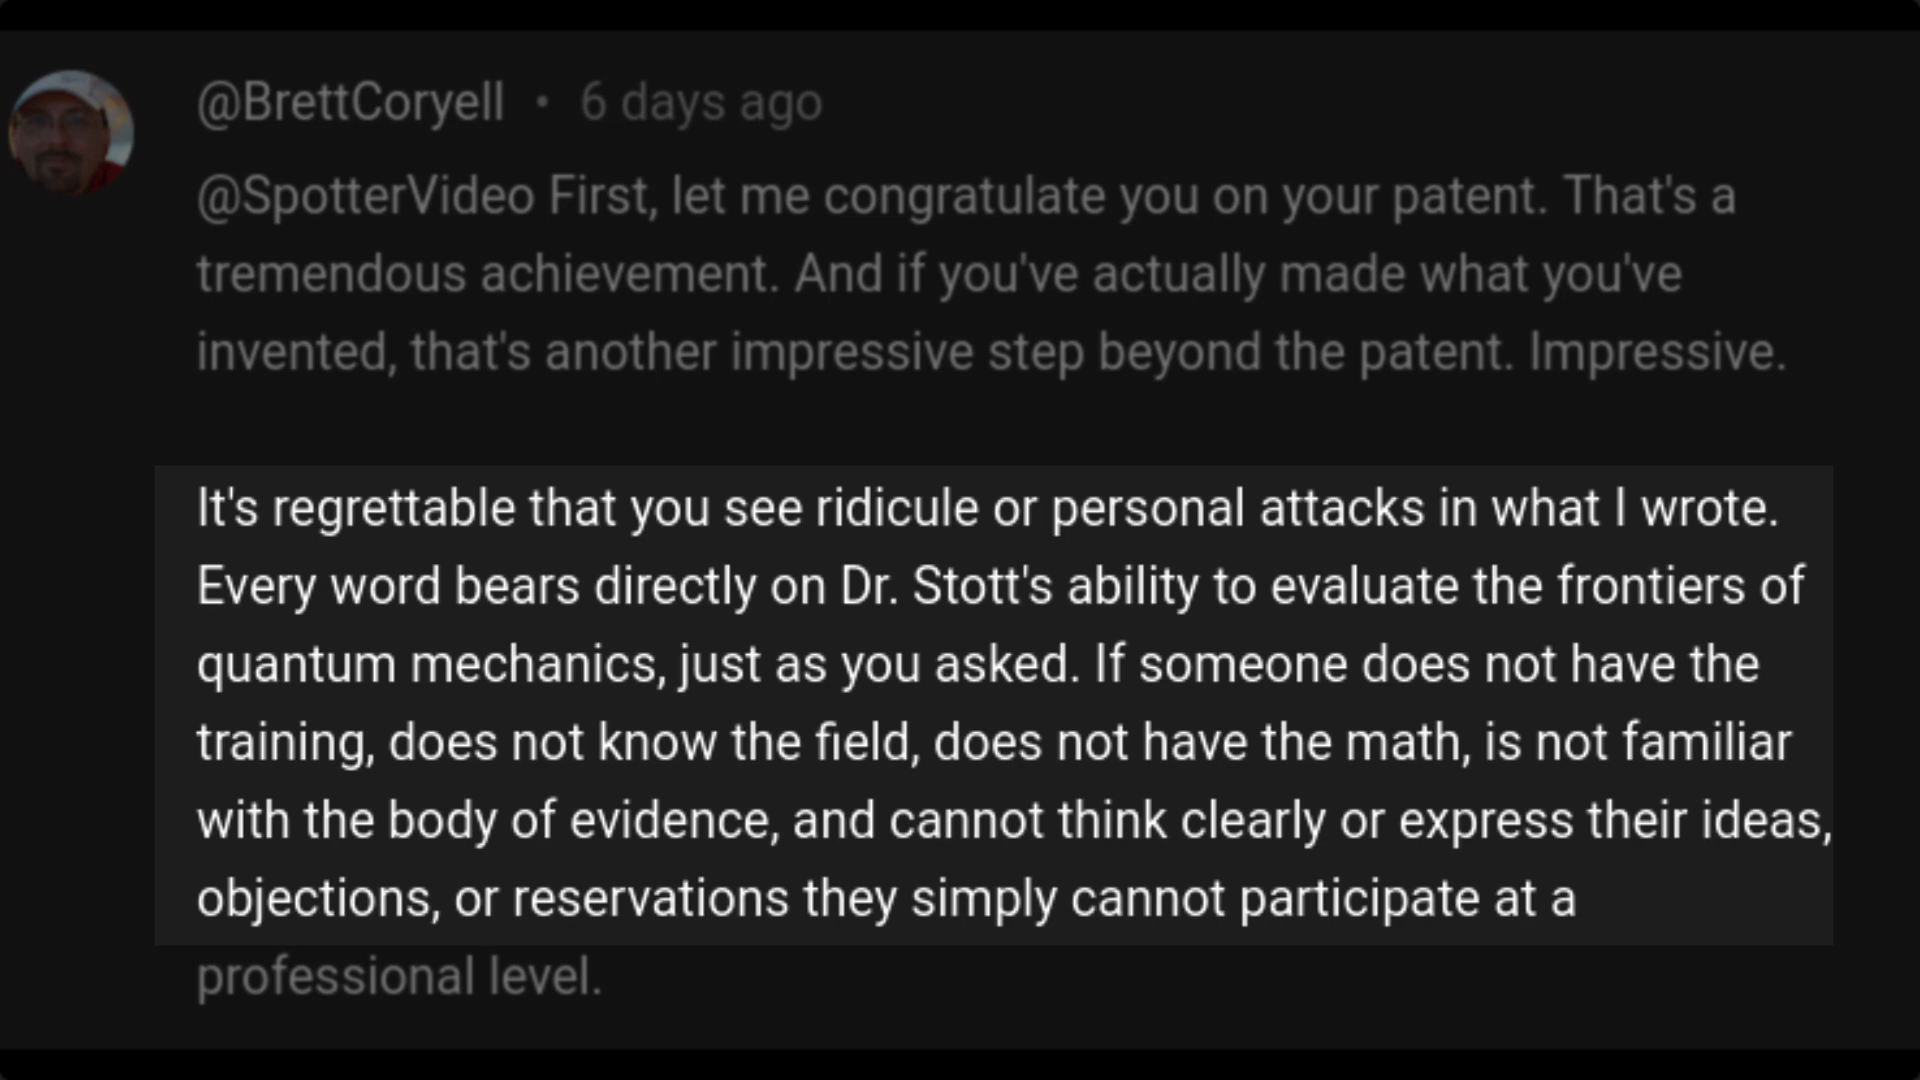 @BrettCoryell • 6 days ago
@SpotterVideo First, let me congratulate you on your patent. That's a
tremendous achievement. And if you've actually made what you've
invented, that's another impressive step beyond the patent. Impressive.
It's regrettable that you see ridicule or personal attacks in what I wrote.
Every word bears directly on Dr. Stott's ability to evaluate the frontiers of
quantum mechanics, just as you asked. If someone does not have the
training, does not know the field, does not have the math, is not familiar
with the body of evidence, and cannot think clearly or express their ideas,
objections, or reservations they simply cannot participate at a
professional level.